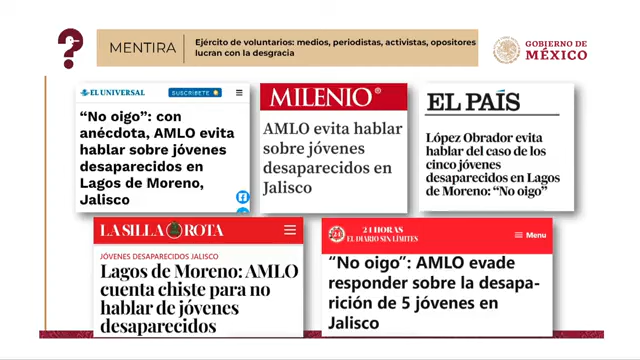 MENTIRA
Ejército de voluntarios: medios, periodistas, activistas, opositores
lucran con la desgracia
GOBIERNO DE
MÉXICO
EL UNIVERSAL
SUSCRÍBETE
"No oigo": con
anécdota, AMLO evita
hablar sobre jóvenes
desaparecidos en
Lagos de Moreno,
Jalisco
MILENIO®
AMLO evita hablar
sobre jóvenes
desaparecidos en
Jalisco
EL PAÍS
López Obrador evita
hablar del caso de los
cinco jóvenes
desaparecidos en Lagos
de Moreno: “No oigo”
LA SILLA ROTA
JÓVENES DESAPARECIDOS JALISCO
Lagos de Moreno: AMLO
cuenta chiste para no
hablar de jóvenes
desaparecidos
24 HORAS
EL DIARIO SIN LÍMITES
Menu
“No oigo”: AMLO evade
responder sobre la desapa-
rición de 5 jóvenes en
Jalisco